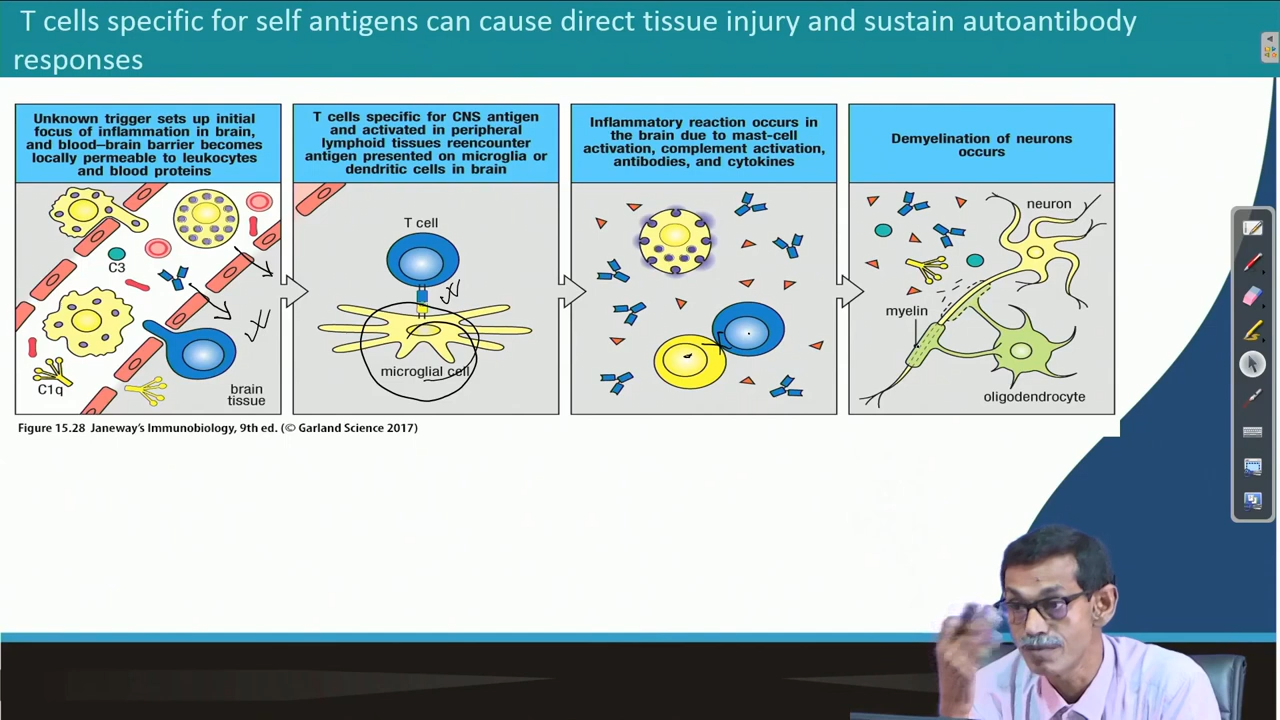 T cells specific for self antigens can cause direct tissue injury and sustain autoantibody
responses
Unknown trigger sets up initial
focus of inflammation in brain,
and blood–brain barrier becomes
locally permeable to leukocytes
and blood proteins
C3
C1q
brain
tissue
T cells specific for CNS antigen
and activated in peripheral
lymphoid tissues reencounter
antigen presented on microglia or
dendritic cells in brain
T cell
microglial cell
Inflammatory reaction occurs in
the brain due to mast-cell
activation, complement activation,
antibodies, and cytokines
Demyelination of neurons
occurs
neuron
myelin
oligodendrocyte
Figure 15.28 Janeway's Immunobiology, 9th ed. (© Garland Science 2017)